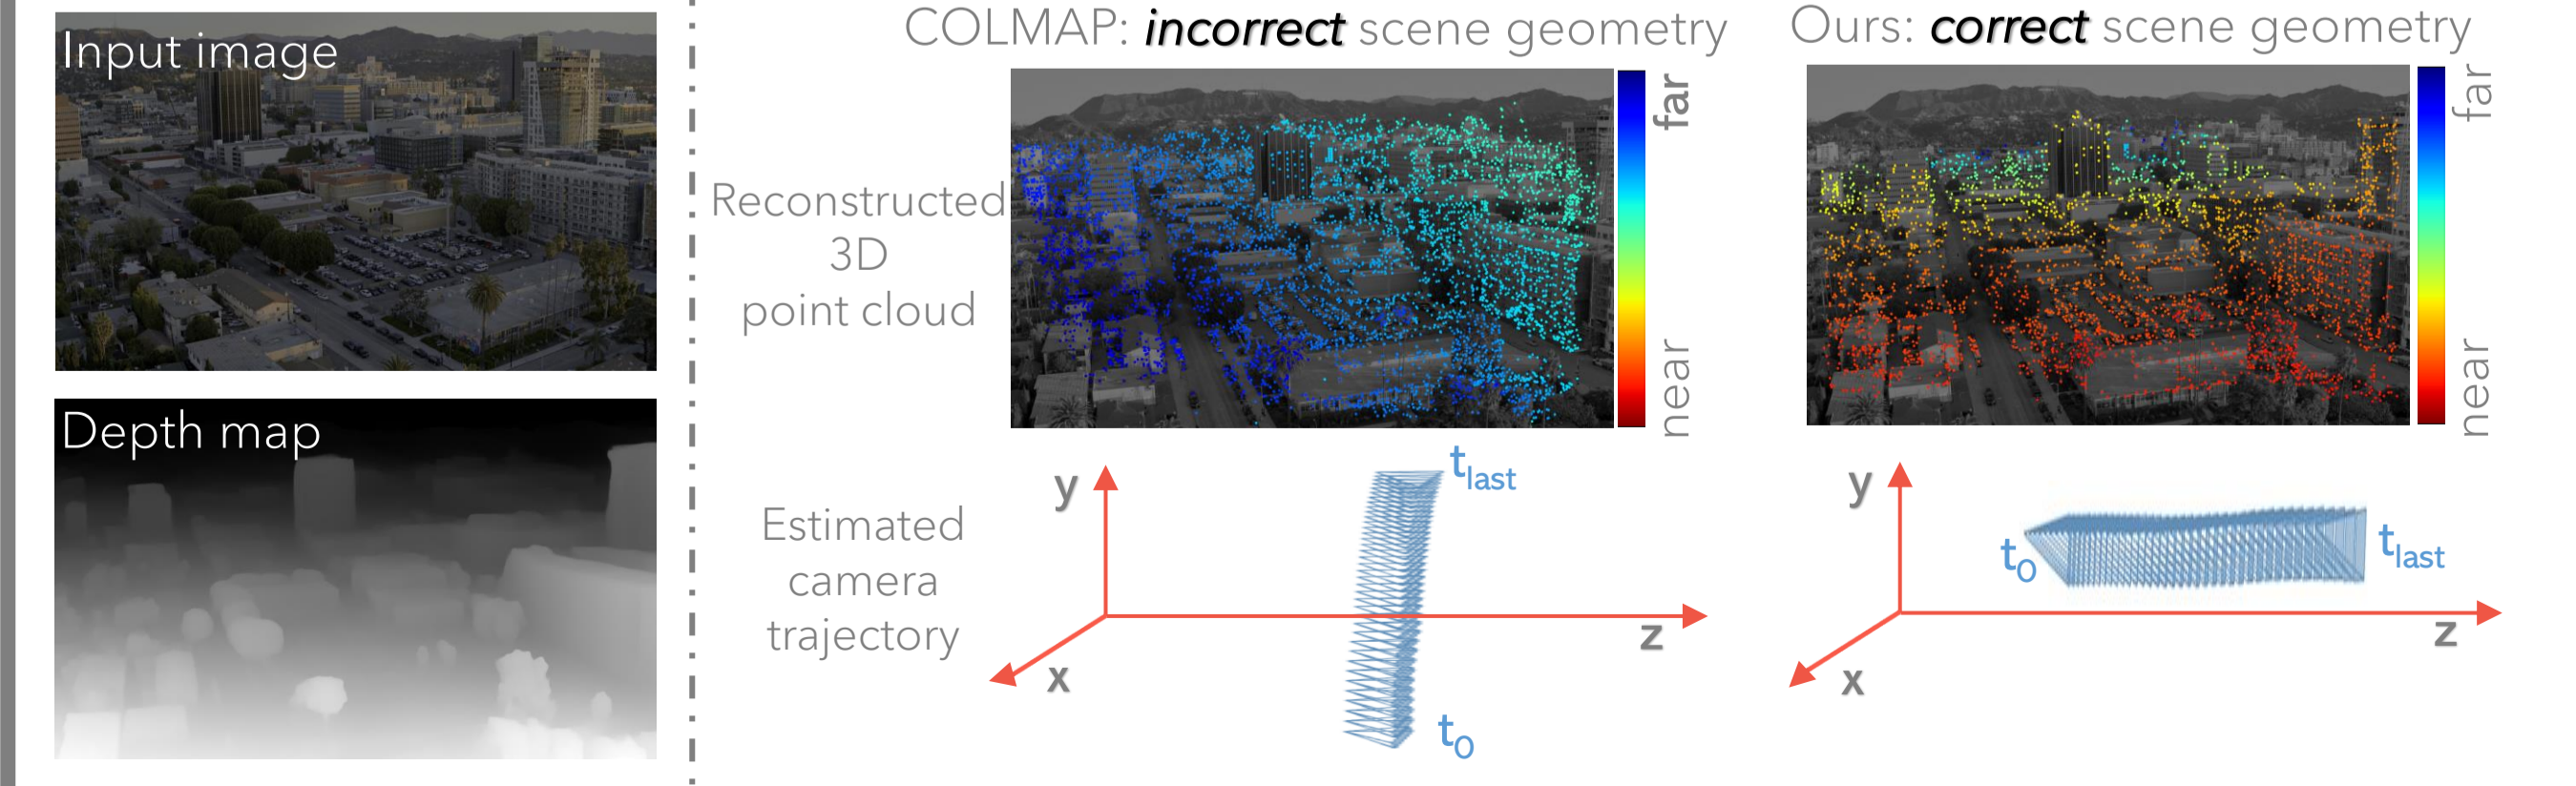 Input image
Depth map
COLMAP: incorrect scene geometry
far
near
Reconstructed
3D
point cloud
Estimated
camera
trajectory
y
z
x
tlast
t0
Ours: correct scene geometry
far
near
y
z
x
t0
tlast